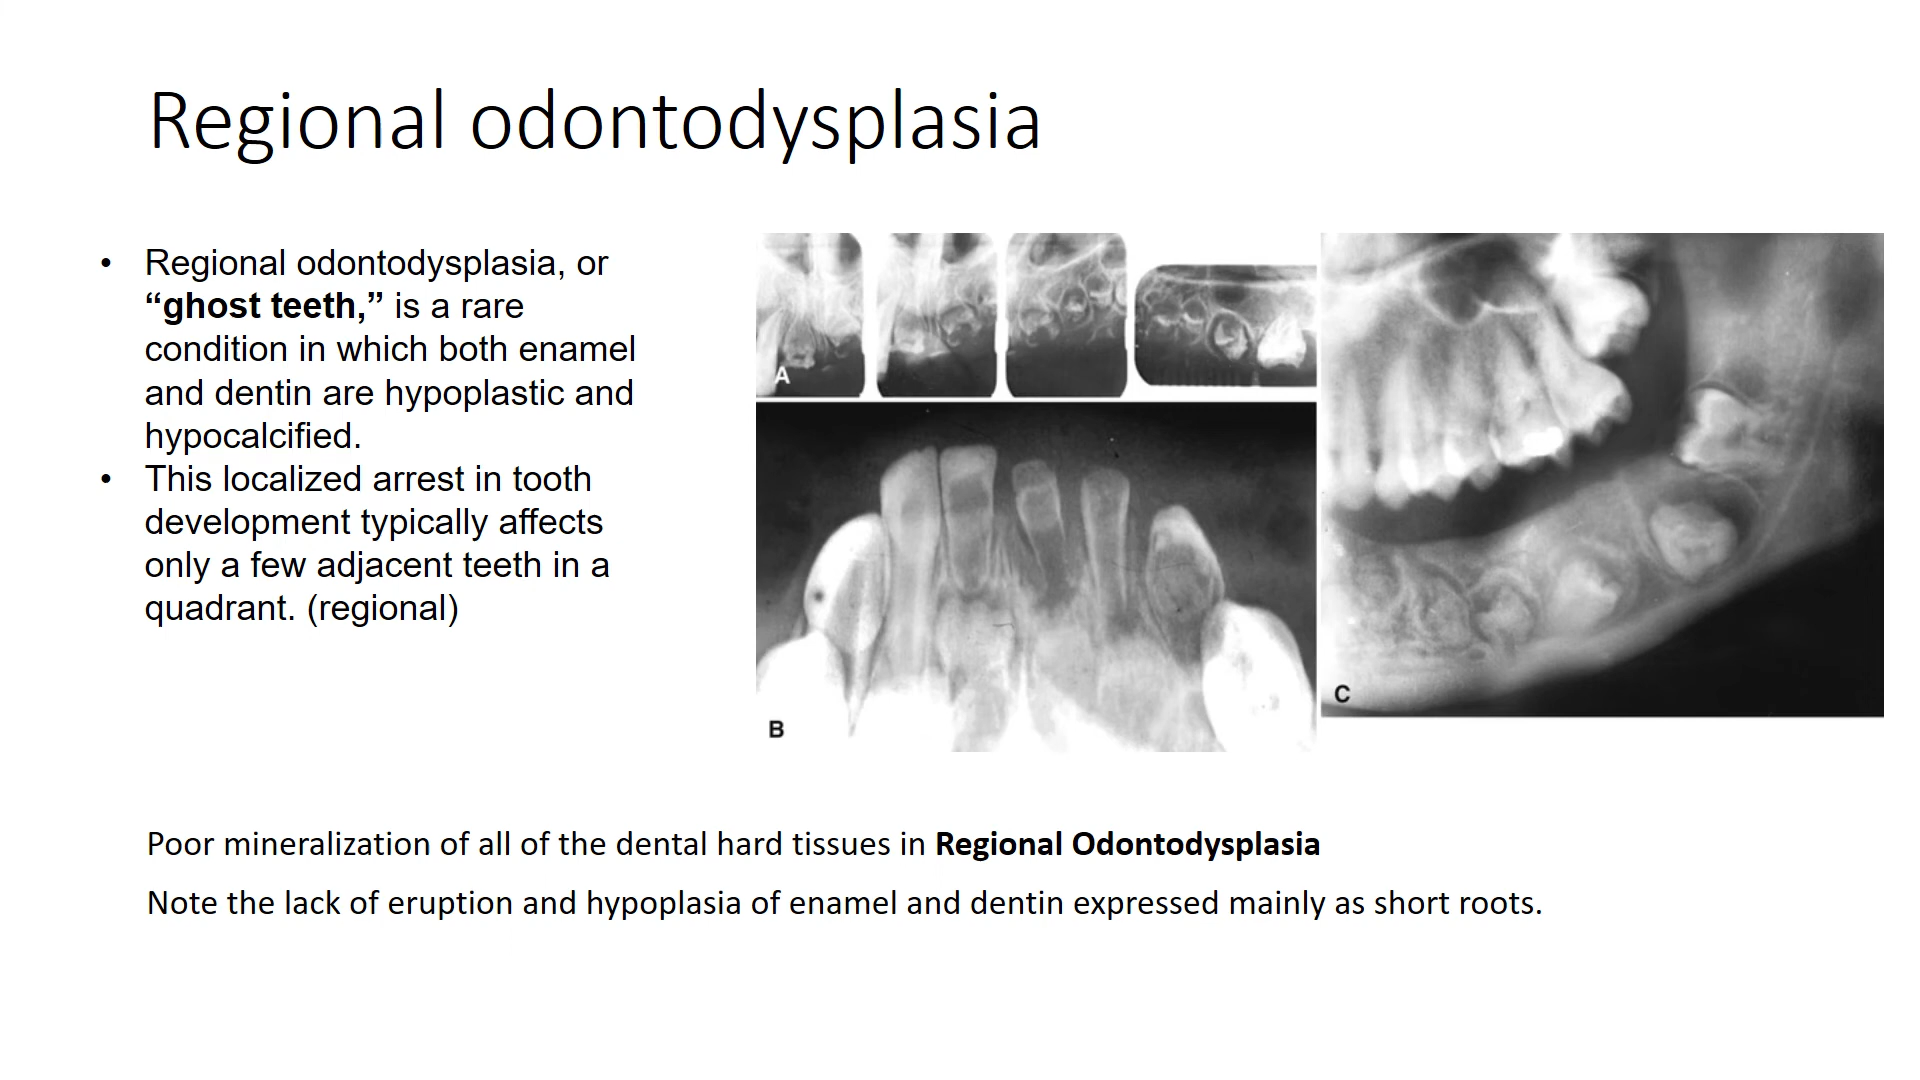 Regional odontodysplasia
• Regional odontodysplasia, or
“ghost teeth,” is a rare
condition in which both enamel
and dentin are hypoplastic and
hypocalcified.
• This localized arrest in tooth
development typically affects
only a few adjacent teeth in a
quadrant. (regional)
A
B
C
Poor mineralization of all of the dental hard tissues in Regional Odontodysplasia
Note the lack of eruption and hypoplasia of enamel and dentin expressed mainly as short roots.